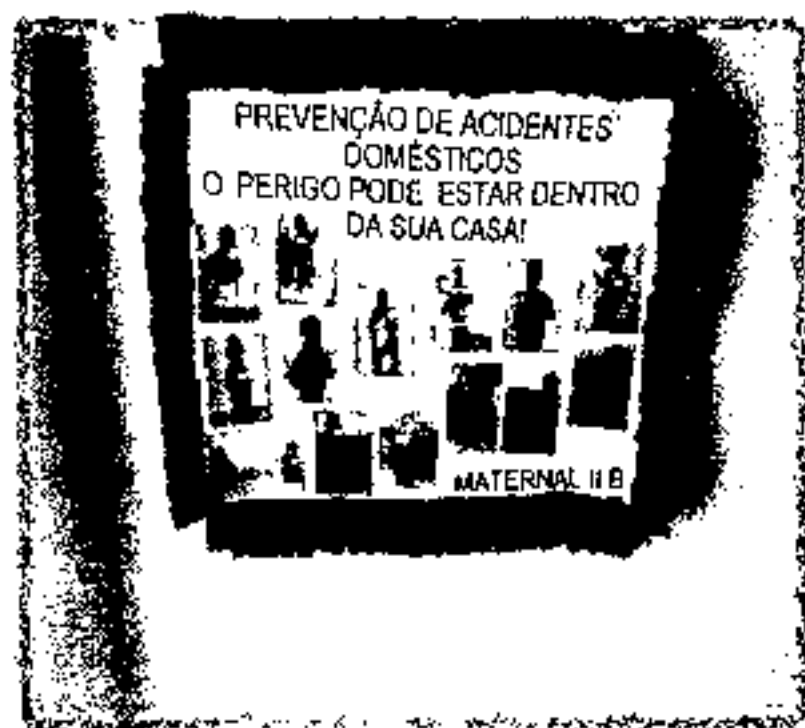 PREVENÇÃO DE ACIDENTES
DOMÉSTICOS
O PERIGO PODE ESTAR DENTRO
DA SUA CASA!
MATERNAL II B